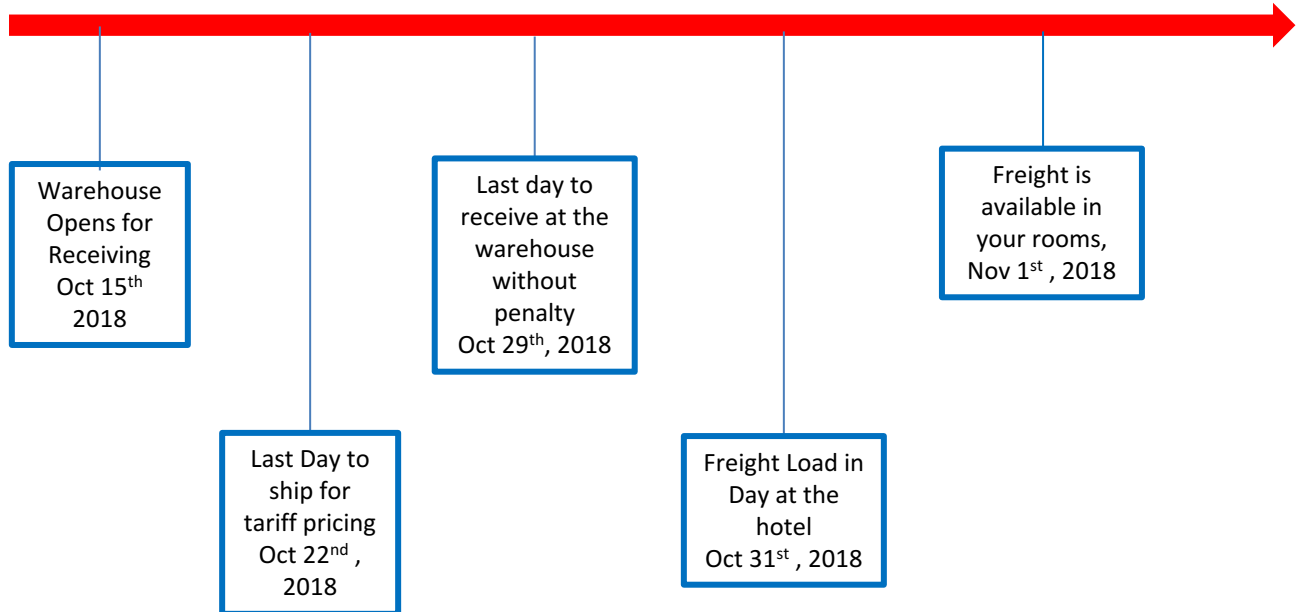 Warehouse
Opens for
Receiving
Oct 15th
2018
Last Day to
ship for
tariff pricing
Oct 22nd ,
2018
Last day to
receive at the
warehouse
without
penalty
Oct 29th, 2018
Freight Load in
Day at the
hotel
Oct 31st , 2018
Freight is
available in
your rooms,
Nov 1st , 2018